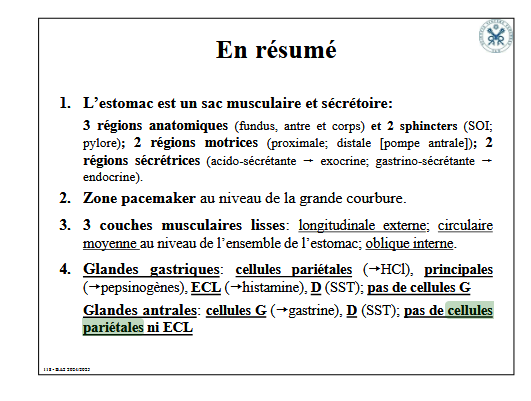 En résumé
1. L’estomac est un sac musculaire et sécrétoire:
3 régions anatomiques (fundus, antre et corps) et 2 sphincters (SOI;
pylore); 2 régions motrices (proximale; distale [pompe antrale]); 2
régions sécrétrices (acido-sécrétante → exocrine; gastrino-sécrétante →
endocrine).
2. Zone pacemaker au niveau de la grande courbure.
3. 3 couches musculaires lisses: longitudinale externe; circulaire
moyenne au niveau de l’ensemble de l’estomac; oblique interne.
4. Glandes gastriques: cellules pariétales (→HCl), principales
(→pepsinogènes), ECL (→histamine), D (SST); pas de cellules G
Glandes antrales: cellules G (→gastrine), D (SST); pas de cellules
pariétales ni ECL